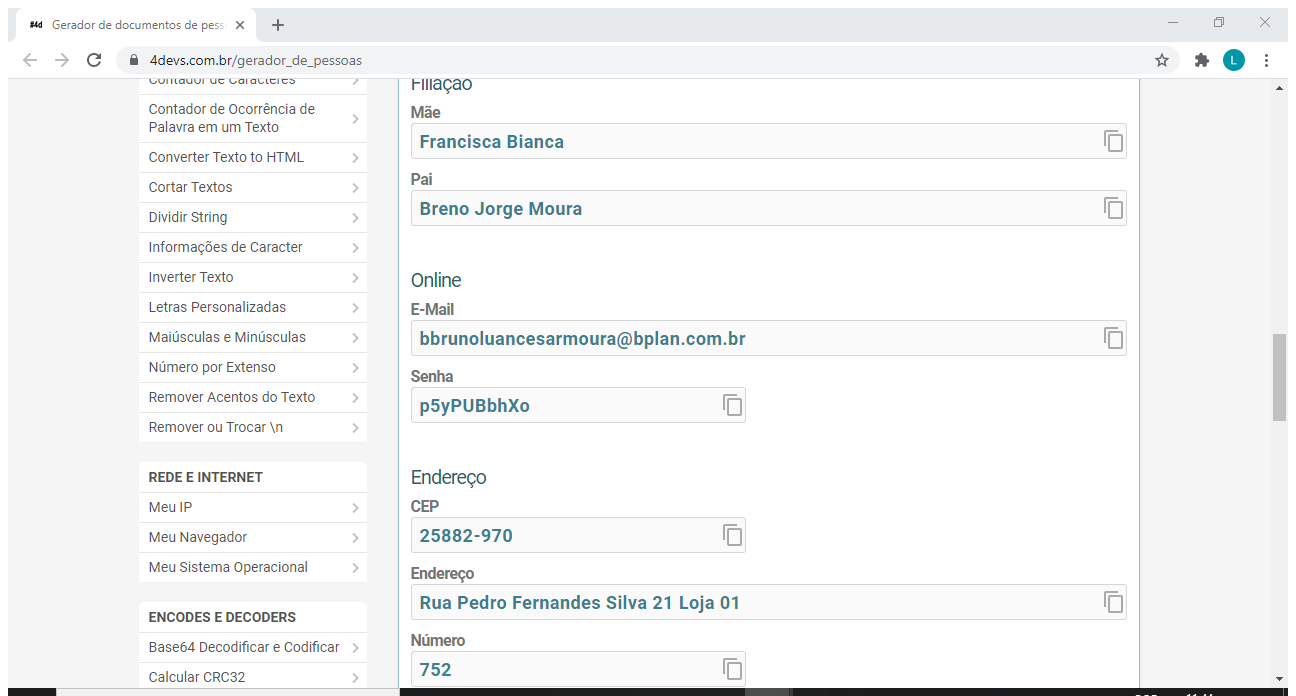 #4d Gerador de documentos de pess
4devs.com.br/gerador_de_pessoas
L
Contador de Caracteres
Contador de Ocorrência de
Palavra em um Texto
Converter Texto to HTML
Cortar Textos
Dividir String
Informações de Caracter
Inverter Texto
Letras Personalizadas
Maiúsculas e Minúsculas
Número por Extenso
Remover Acentos do Texto
Remover ou Trocar \n
REDE E INTERNET
Meu IP
Meu Navegador
Meu Sistema Operacional
ENCODES E DECODERS
Base64 Decodificar e Codificar
Calcular CRC32
Filiação
Mãe
Francisca Bianca
Pai
Breno Jorge Moura
Online
E-Mail
bbrunoluancesarmoura@bplan.com.br
Senha
p5yPUBbhXo
Endereço
CEP
25882-970
Endereço
Rua Pedro Fernandes Silva 21 Loja 01
Número
752